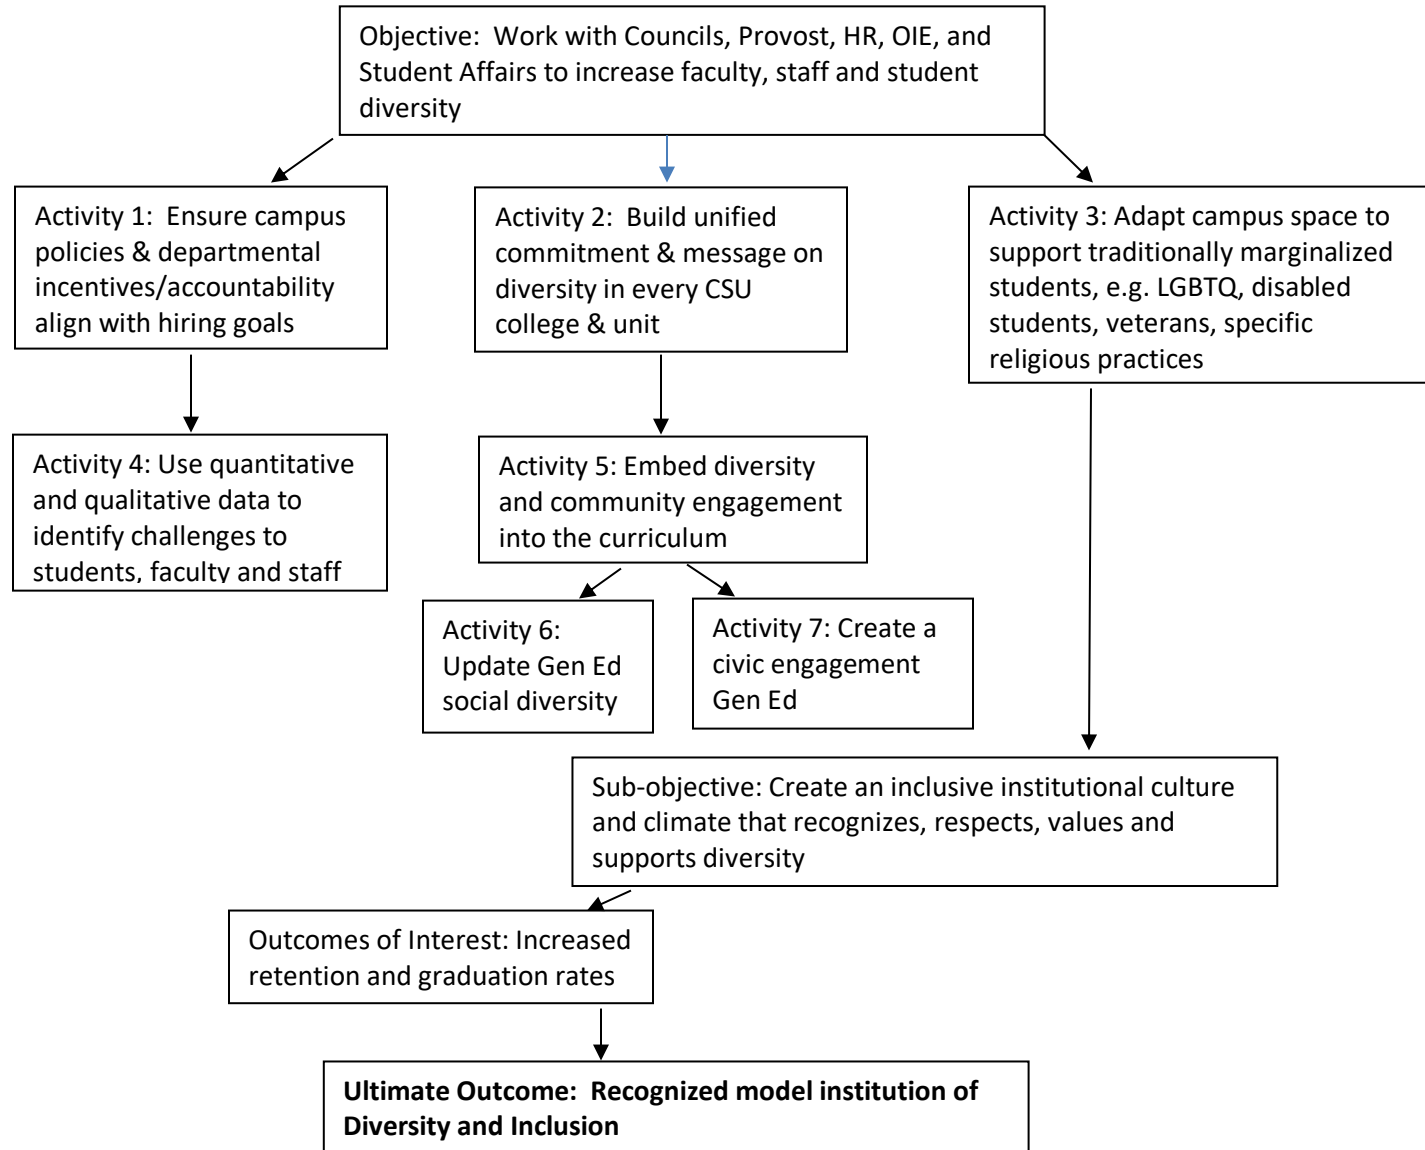 Objective:  Work with Councils, Provost, HR, OIE, and
Student Affairs to increase faculty, staff and student
diversity
Activity 1:  Ensure campus
policies & departmental
incentives/accountability
align with hiring goals
Activity 2:  Build unified
commitment & message on
diversity in every CSU
college & unit
Activity 3: Adapt campus space to
support traditionally marginalized
students, e.g. LGBTQ, disabled
students, veterans, specific
religious practices
Activity 4: Use quantitative
and qualitative data to
identify challenges to
students, faculty and staff
Activity 5: Embed diversity
and community engagement
into the curriculum
Activity 6:
Update Gen Ed
social diversity
Activity 7: Create a
civic engagement
Gen Ed
Sub-objective: Create an inclusive institutional culture
and climate that recognizes, respects, values and
supports diversity
Outcomes of Interest: Increased
retention and graduation rates
Ultimate Outcome:  Recognized model institution of
Diversity and Inclusion